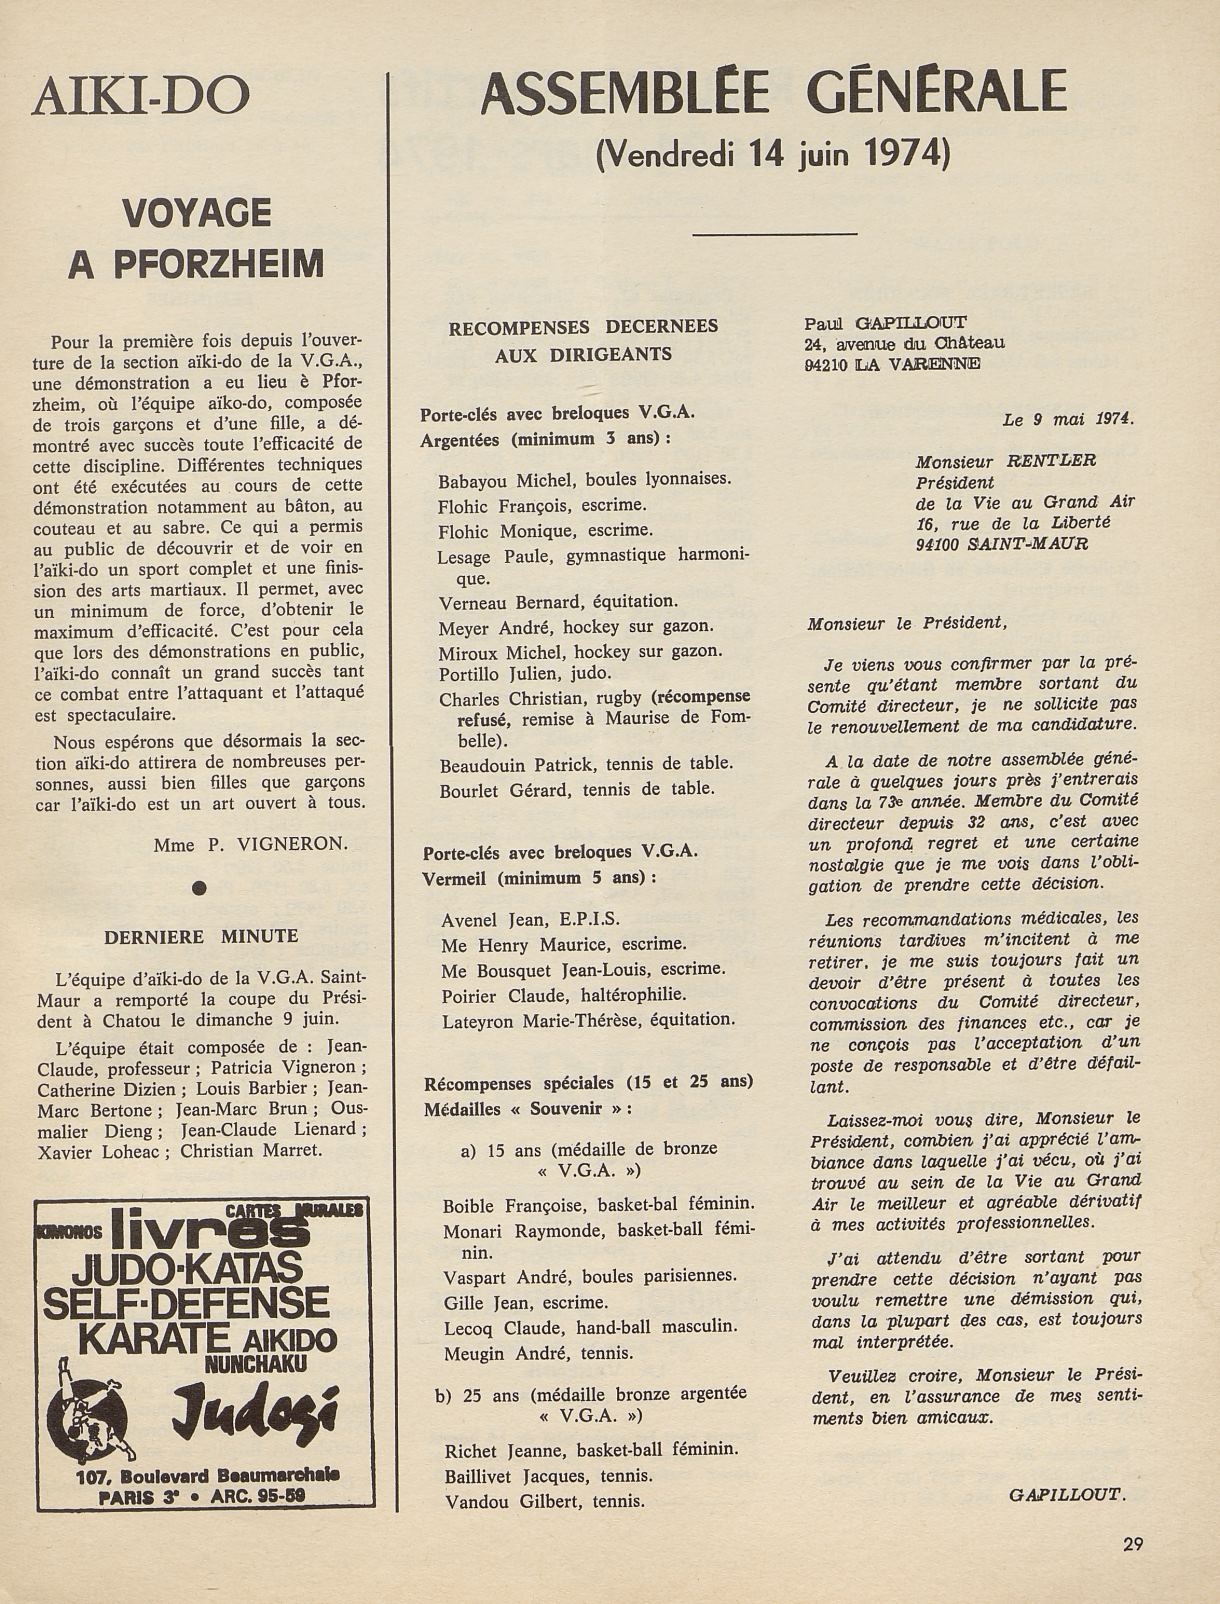 AIKI-DO
VOYAGE
A PFORZHEIM
Pour la première fois depuis l'ouver-
ture de la section aïki-do de la V.G.A.,
une démonstration a eu lieu è Pfor-
zheim, où l'équipe aïko-do, composée
de trois garçons et d'une fille, a dé-
montré avec succès toute l'efficacité de
cette discipline. Différentes techniques
ont été exécutées au cours de cette
démonstration notamment au bâton, au
couteau et au sabre. Ce qui a permis
au public de découvrir et de voir en
l'aïki-do un sport complet et une finis-
sion des arts martiaux. Il permet, avec
un minimum de force, d'obtenir le
maximum d'efficacité. C'est pour cela
que lors des démonstrations en public,
l'aïki-do connaît un grand succès tant
ce combat entre l'attaquant et l'attaqué
est spectaculaire.
Nous espérons que désormais la sec-
tion aïki-do attirera de nombreuses per-
sonnes, aussi bien filles que garçons
car l'aïki-do est un art ouvert à tous.
Mme P. VIGNERON.
DERNIERE MINUTE
L'équipe d'aïki-do de la V.G.A. Saint-
Maur a remporté la coupe du Prési-
dent à Chatou le dimanche 9 juin.
L'équipe était composée de : Jean-
Claude, professeur ; Patricia Vigneron ;
Catherine Dizien ; Louis Barbier ; Jean-
Marc Bertone ; Jean-Marc Brun ; Ous-
malier Dieng ; Jean-Claude Lienard ;
Xavier Loheac ; Christian Marret.
CARTES MURALES
KIMONOS livres
JUDO·KATAS
SELF·DEFENSE
KARATE AIKIDO
NUNCHAKU
Judogi
107, Boulevard Beaumarchais
PARIS 3e • ARC. 95-59
ASSEMBLÉE GÉNÉRALE
(Vendredi 14 juin 1974)
RECOMPENSES DECERNEES
AUX DIRIGEANTS
Porte-clés avec breloques V.G.A.
Argentées (minimum 3 ans) :
Babayou Michel, boules lyonnaises.
Flohic François, escrime.
Flohic Monique, escrime.
Lesage Paule, gymnastique harmoni-
que.
Verneau Bernard, équitation.
Meyer André, hockey sur gazon.
Miroux Michel, hockey sur gazon.
Portillo Julien, judo.
Charles Christian, rugby (récompense
refusé, remise à Maurise de Fom-
belle).
Beaudouin Patrick, tennis de table.
Bourlet Gérard, tennis de table.
Porte-clés avec breloques V.G.A.
Vermeil (minimum 5 ans) :
Avenel Jean, E.P.I.S.
Me Henry Maurice, escrime.
Me Bousquet Jean-Louis, escrime.
Poirier Claude, haltérophilie.
Lateyron Marie-Thérèse, équitation.
Récompenses spéciales (15 et 25 ans)
Médailles « Souvenir » :
a) 15 ans (médaille de bronze
« V.G.A. »)
Boible Françoise, basket-bal féminin.
Monari Raymonde, basket-ball fémi-
nin.
Vaspart André, boules parisiennes.
Gille Jean, escrime.
Lecoq Claude, hand-ball masculin.
Meugin André, tennis.
b) 25 ans (médaille bronze argentée
« V.G.A. »)
Richet Jeanne, basket-ball féminin.
Baillivet Jacques, tennis.
Vandou Gilbert, tennis.
Paul GAPILLOUT
24, avenue du Château
94210 LA VARENNE
Le 9 mai 1974.
Monsieur RENTLER
Président
de la Vie au Grand Air
16, rue de la Liberté
94100 SAINT-MAUR
Monsieur le Président,
Je viens vous confirmer par la pré-
sente qu'étant membre sortant du
Comité directeur, je ne sollicite pas
le renouvellement de ma candidature.
A la date de notre assemblée géné-
rale à quelques jours près j'entrerais
dans la 73e année. Membre du Comité
directeur depuis 32 ans, c'est avec
un profond regret et une certaine
nostalgie que je me vois dans l'obli-
gation de prendre cette décision.
Les recommandations médicales, les
réunions tardives m'incitent à me
retirer, je me suis toujours fait un
devoir d'être présent à toutes les
convocations du Comité directeur,
commission des finances etc., car je
ne conçois pas l'acceptation d'un
poste de responsable et d'être défail-
lant.
Laissez-moi vous dire, Monsieur le
Président, combien j'ai apprécié l'am-
biance dans laquelle j'ai vécu, où j'ai
trouvé au sein de la Vie au Grand
Air le meilleur et agréable dérivatif
à mes activités professionnelles.
J'ai attendu d'être sortant pour
prendre cette décision n'ayant pas
voulu remettre une démission qui,
dans la plupart des cas, est toujours
mal interprétée.
Veuillez croire, Monsieur le Prési-
dent, en l'assurance de mes senti-
ments bien amicaux.
GAPILLOUT.
29